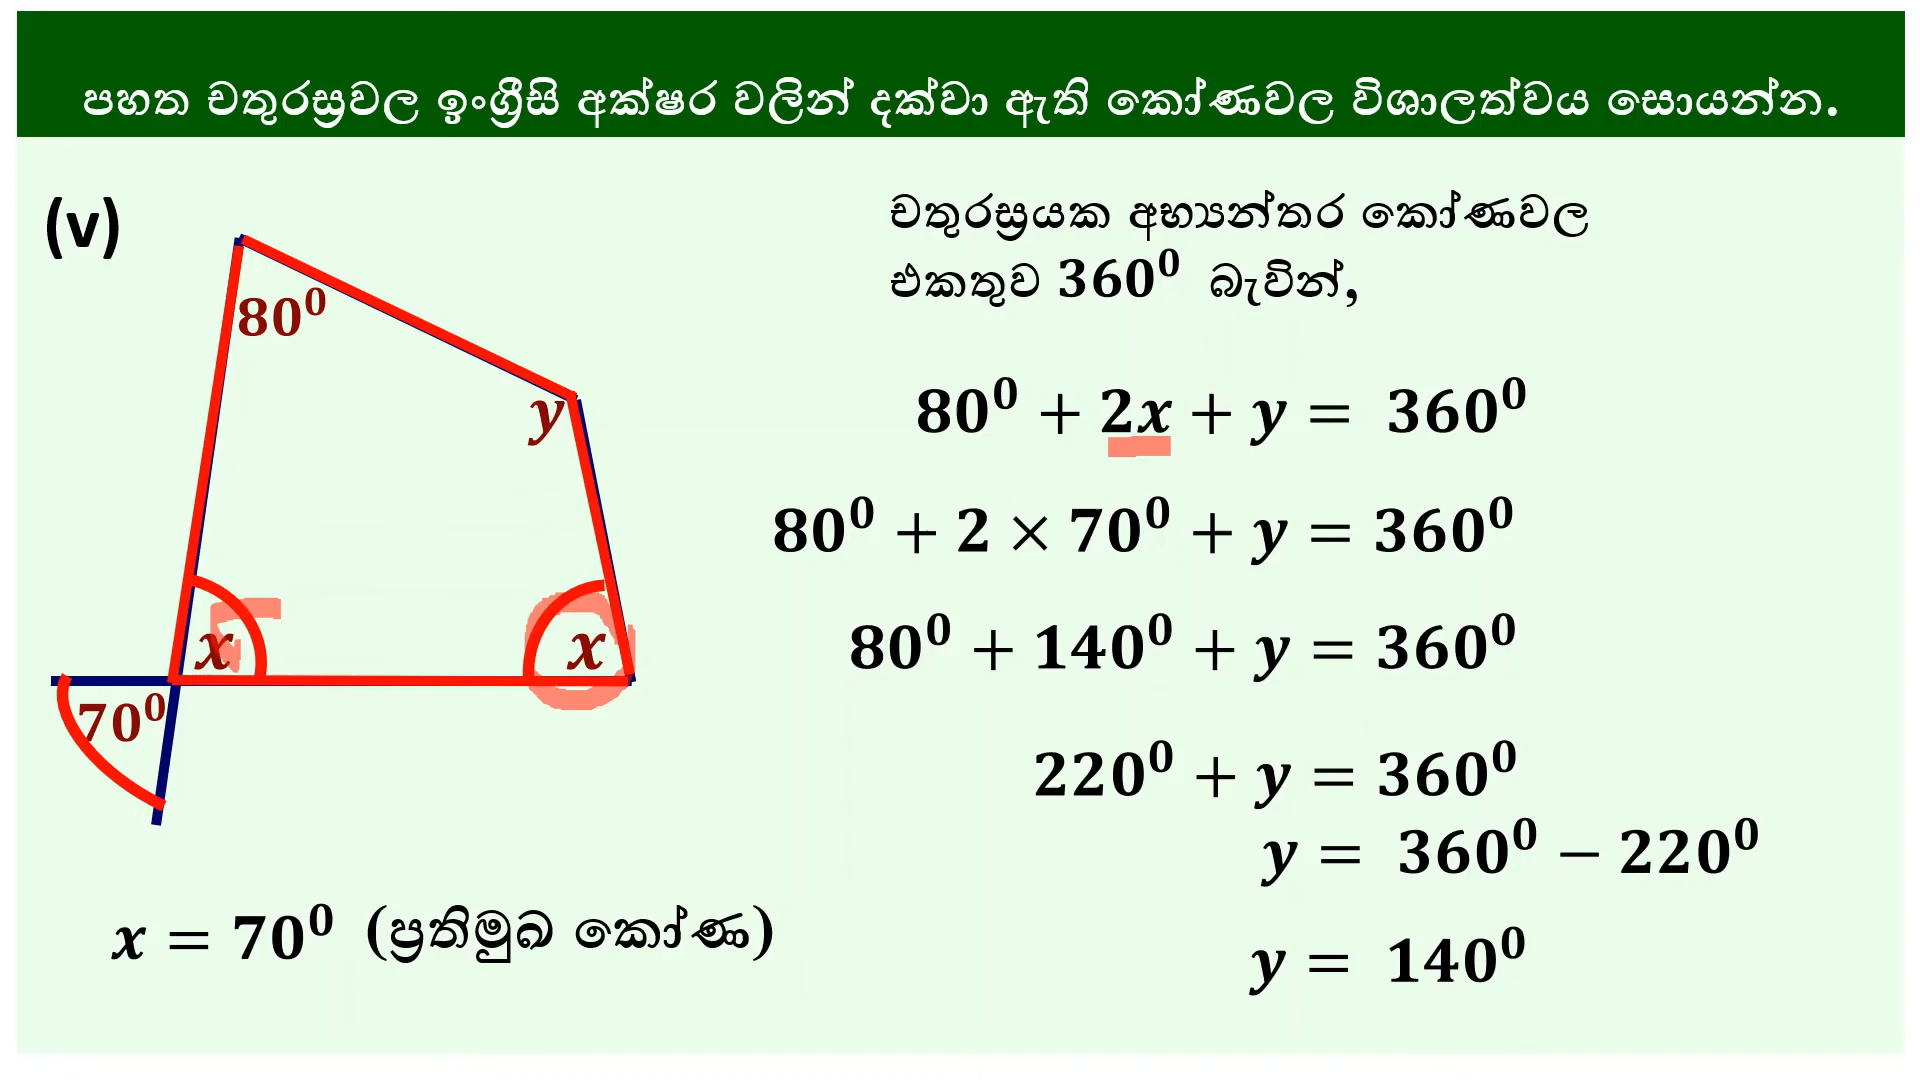 පහත චතුරස්‍රවල ඉංග්‍රීසි අක්ෂර වලින් දක්වා ඇති කෝණවල විශාලත්වය සොයන්න.
(v)
චතුරස්‍රයක අභ්‍යන්තර කෝණවල
එකතුව 360⁰ බැවින්,
80⁰
y
x
x
70⁰
80⁰ + 2x + y = 360⁰
80⁰ + 2 × 70⁰ + y = 360⁰
80⁰ + 140⁰ + y = 360⁰
220⁰ + y = 360⁰
y = 360⁰ − 220⁰
x = 70⁰ (ප්‍රතිමුඛ කෝණ)
y = 140⁰